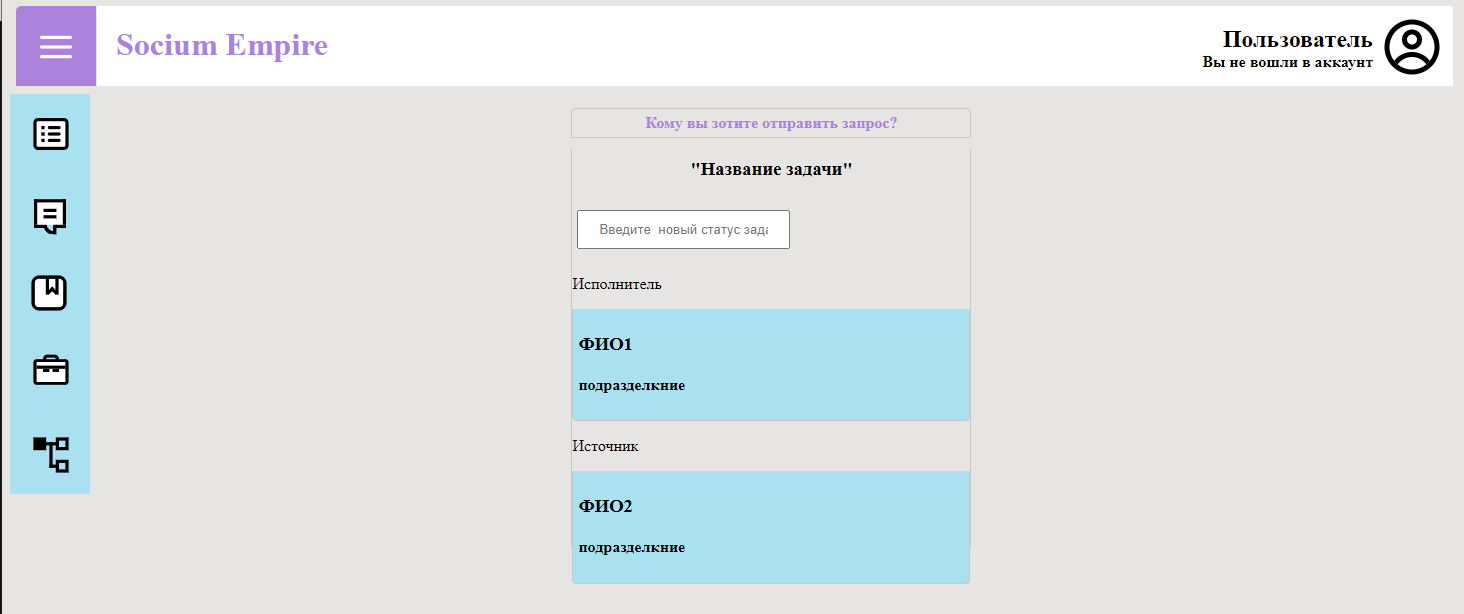 Socium Empire
Пользователь
Вы не вошли в аккаунт
Кому вы зотите отправить запрос?
"Название задачи"
Введите новый статус зада
Исполнитель
ФИО1
подразделкние
Источник
ФИО2
подразделкние